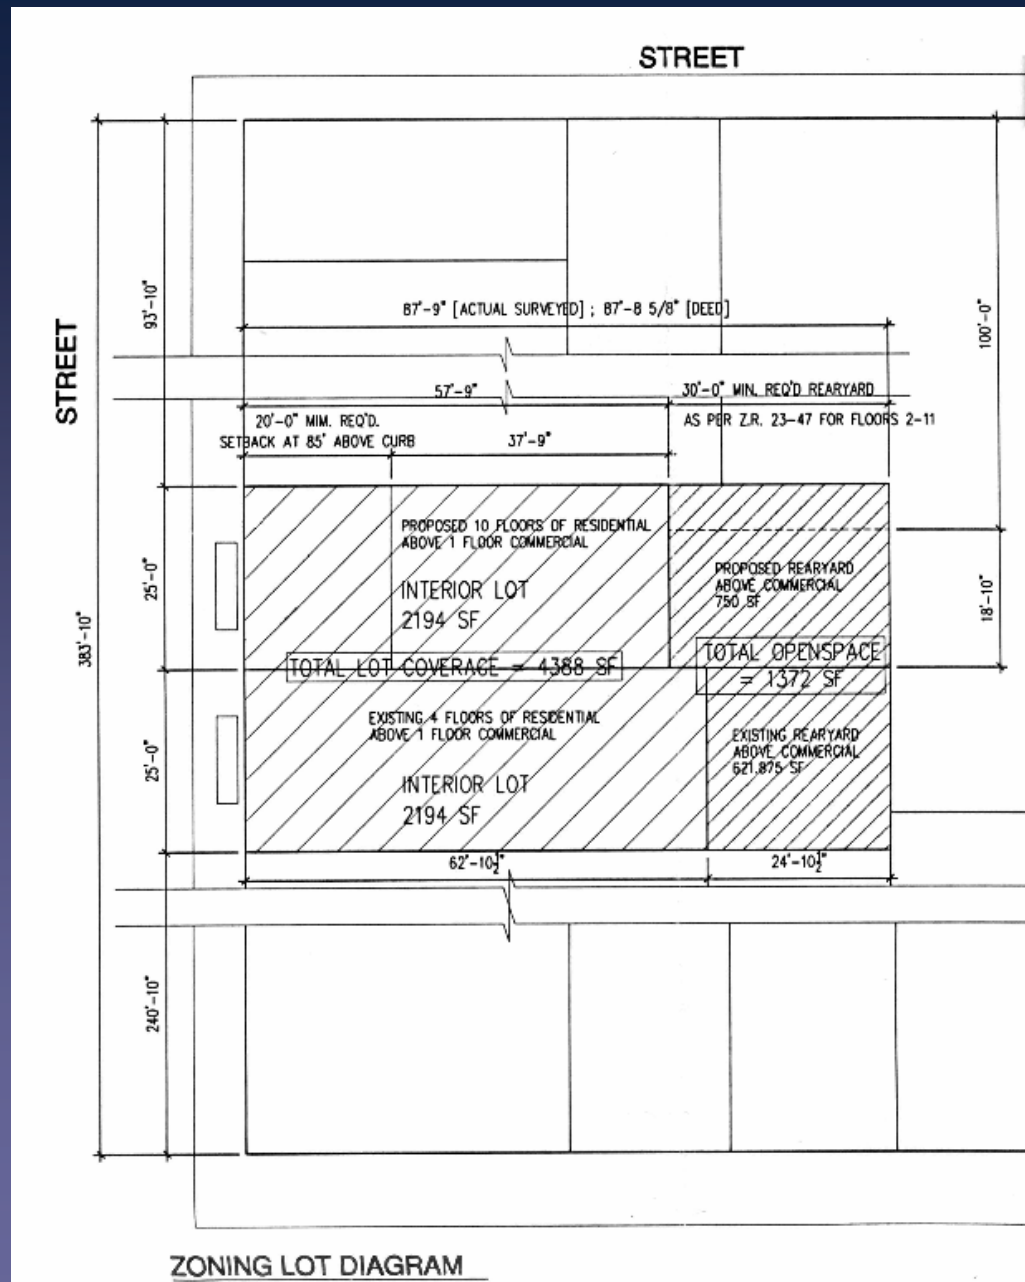 STREET
STREET
93'-10"
87'-9" [ACTUAL SURVEYED] ; 87'-8 5/8" [DEED]
100'-0"
57'-9"
30'-0" MIN. REQ'D REARYARD
AS PER Z.R. 23-47 FOR FLOORS 2-11
20'-0" MIM. REQ'D.
SETBACK AT 85' ABOVE CURB
37'-9"
PROPOSED 10 FLOORS OF RESIDENTIAL
ABOVE 1 FLOOR COMMERCIAL
INTERIOR LOT
2194 SF
PROPOSED REARYARD
ABOVE COMMERCIAL
750 SF
25'-0"
18'-10"
383'-10"
TOTAL LOT COVERAGE = 4388 SF
TOTAL OPENSPACE
= 1372 SF
EXISTING 4 FLOORS OF RESIDENTIAL
ABOVE 1 FLOOR COMMERCIAL
INTERIOR LOT
2194 SF
EXISTING REARYARD
ABOVE COMMERCIAL
621.875 SF
25'-0"
62'-10½"
24'-10½"
240'-10"
ZONING LOT DIAGRAM